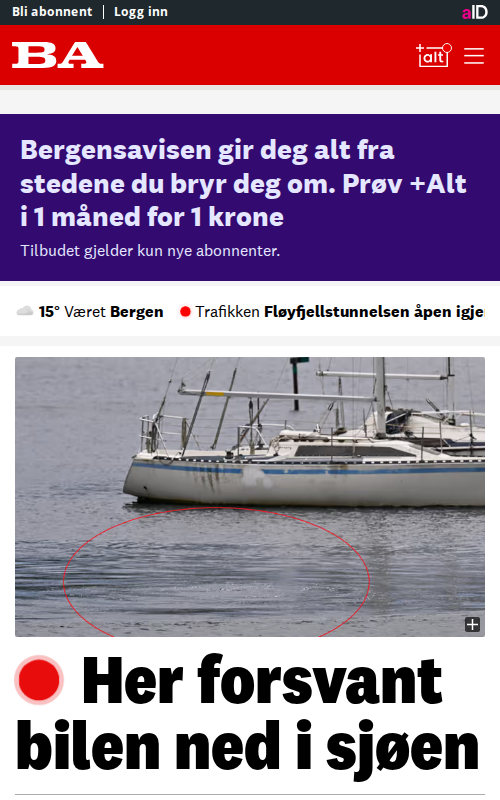 Bli abonnent | Logg inn
aID
BA
+alt
Bergensavisen gir deg alt fra
stedene du bryr deg om. Prøv +Alt
i 1 måned for 1 krone
Tilbudet gjelder kun nye abonnenter.
15° Været Bergen Trafikken Fløyfjellstunnelsen åpen igje
Her forsvant
bilen ned i sjøen